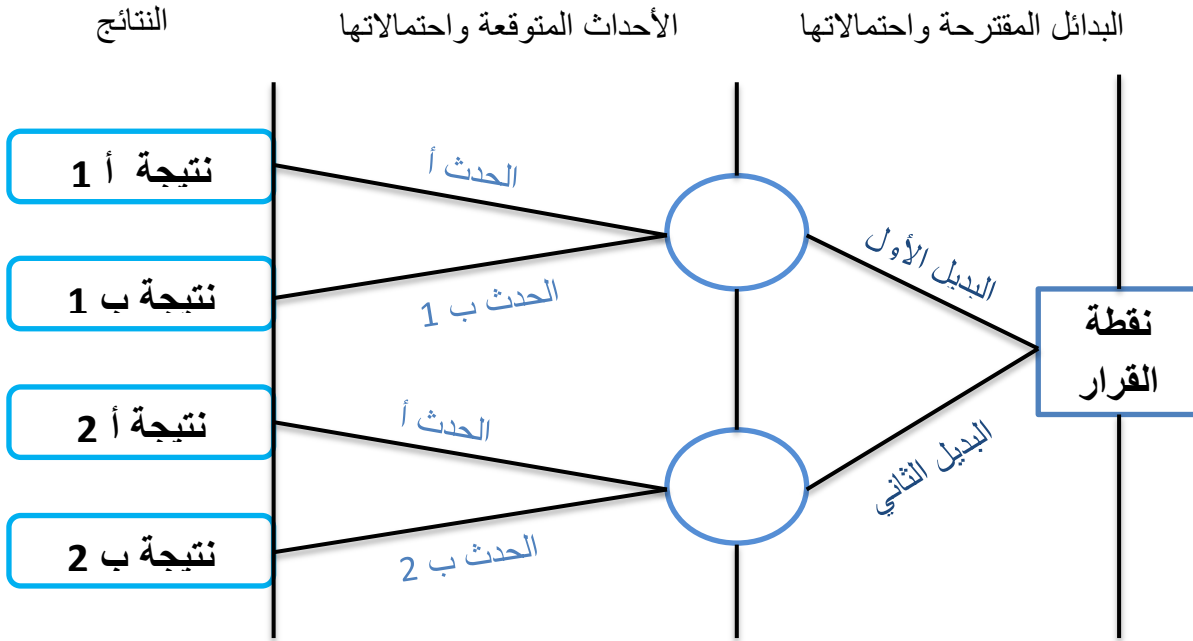 البدائل المقترحة واحتمالاتها
الأحداث المتوقعة واحتمالاتها
النتائج
نقطة
القرار
البديل الأول
البديل الثاني
الحدث أ
الحدث ب 1
الحدث أ
الحدث ب 2
نتيجة أ 1
نتيجة ب 1
نتيجة أ 2
نتيجة ب 2